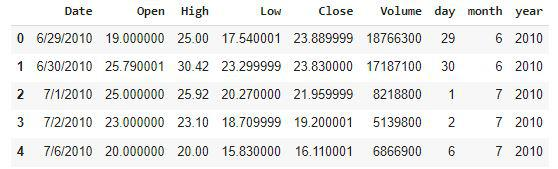 Date Open High Low Close Volume day month year
0 6/29/2010 19.000000 25.00 17.540001 23.889999 18766300 29 6 2010
1 6/30/2010 25.790001 30.42 23.299999 23.830000 17187100 30 6 2010
2 7/1/2010 25.000000 25.92 20.270000 21.959999 8218800 1 7 2010
3 7/2/2010 23.000000 23.10 18.709999 19.200001 5139800 2 7 2010
4 7/6/2010 20.000000 20.00 15.830000 16.110001 6866900 6 7 2010